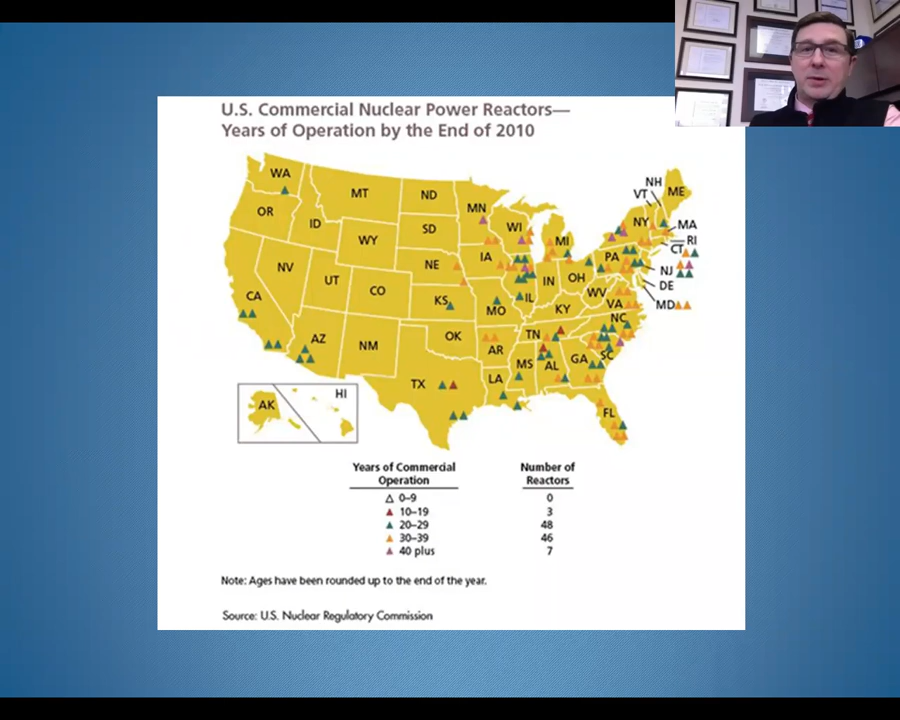 U.S. Commercial Nuclear Power Reactors—
Years of Operation by the End of 2010
WA
MT
ND
MN
NH
VT
ME
OR
ID
SD
WI
MI
NY
MA
RI
CT
WY
IA
PA
NJ
DE
NV
UT
NE
IL
IN
OH
WV
VA
MD
CA
CO
KS
MO
KY
NC
AZ
NM
OK
AR
TN
SC
MS
AL
GA
TX
LA
FL
AK
HI
Years of Commercial
Operation
Number of
Reactors
0–9 0
10–19 3
20–29 48
30–39 46
40 plus 7
Note: Ages have been rounded up to the end of the year.
Source: U.S. Nuclear Regulatory Commission